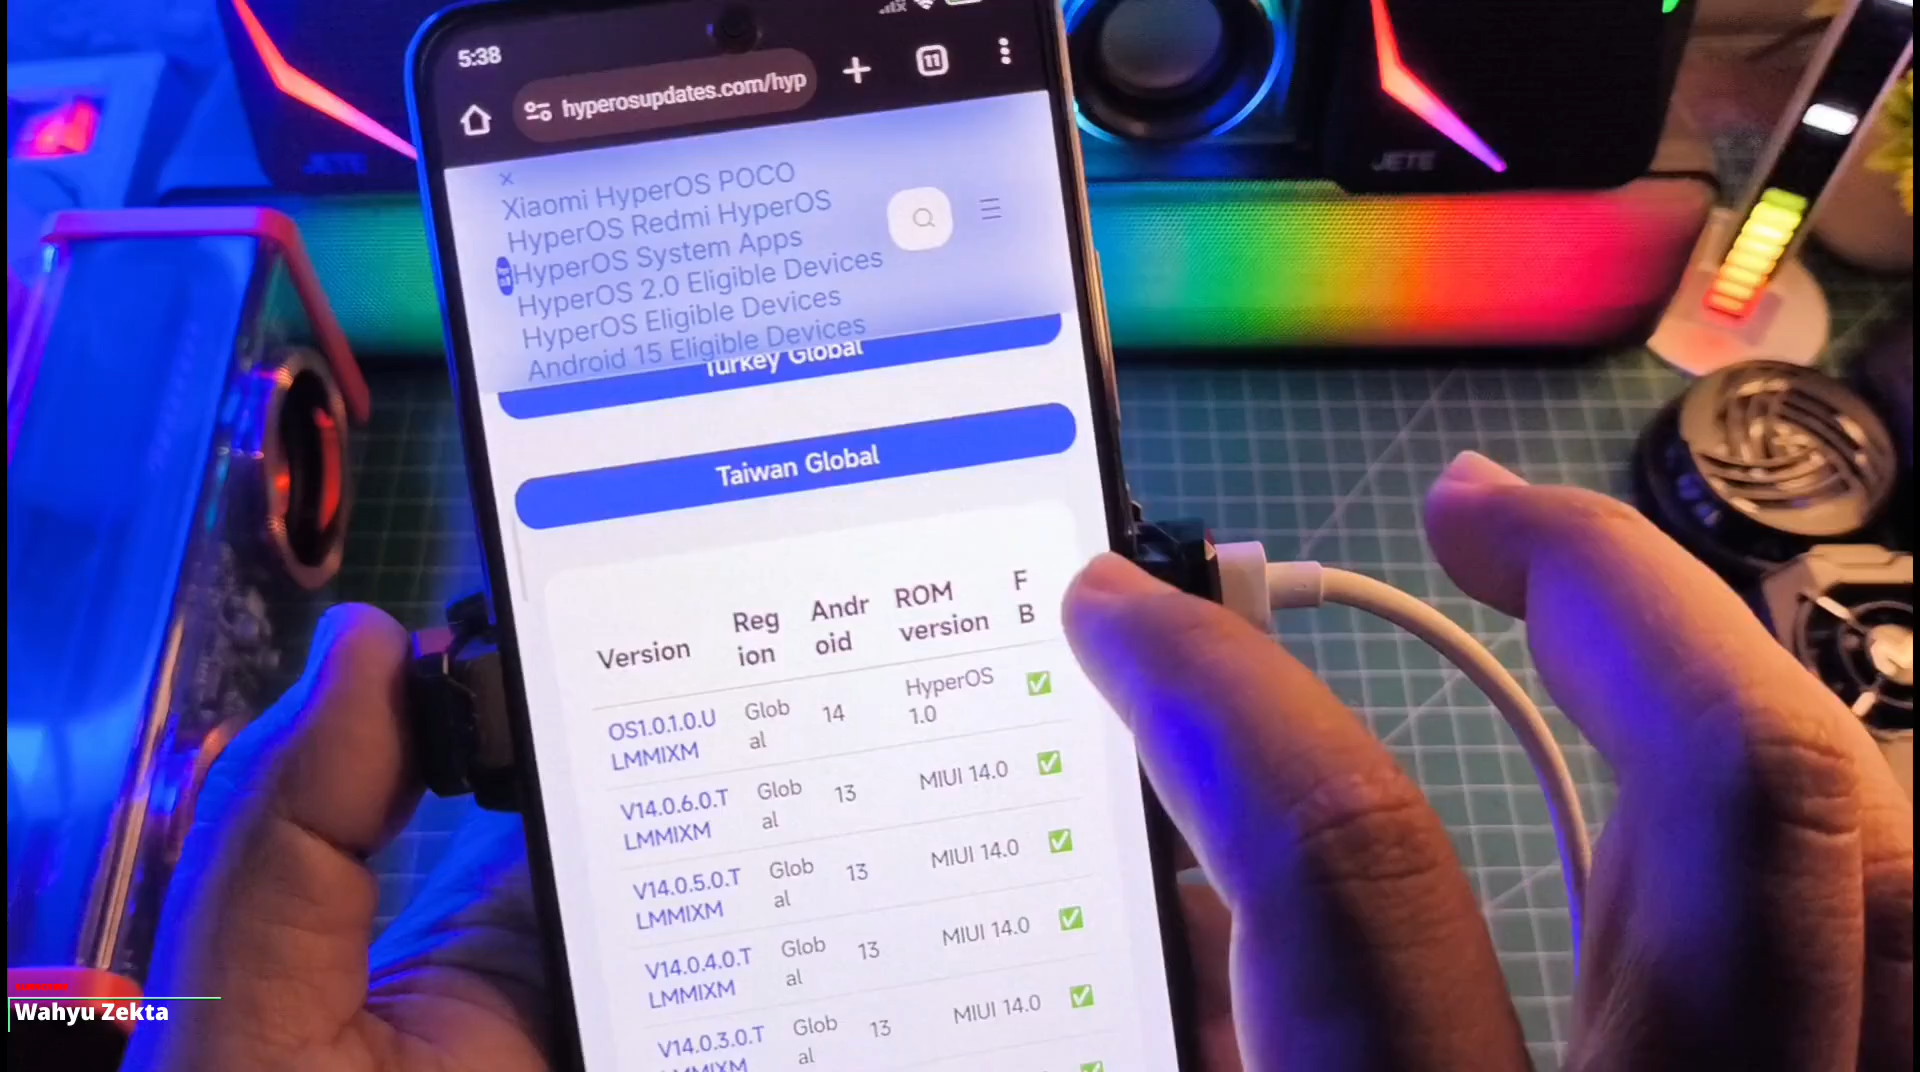 5:38
hyperosupdates.com/hyp
11
JETE
JETE
×
Xiaomi HyperOS POCO
HyperOS Redmi HyperOS
HyperOS System Apps
HyperOS 2.0 Eligible Devices
HyperOS Eligible Devices
Android 15 Eligible Devices
Turkey Global
Taiwan Global
Version
Reg
ion
Andr
oid
ROM
version
F
B
OS1.0.1.0.U
LMMIXM
Glob
al
14
HyperOS
1.0
V14.0.6.0.T
LMMIXM
Glob
al
13
MIUI 14.0
V14.0.5.0.T
LMMIXM
Glob
al
13
MIUI 14.0
V14.0.4.0.T
LMMIXM
Glob
al
13
MIUI 14.0
V14.0.3.0.T
LMMIXM
Glob
al
13
MIUI 14.0
Wahyu Zekta